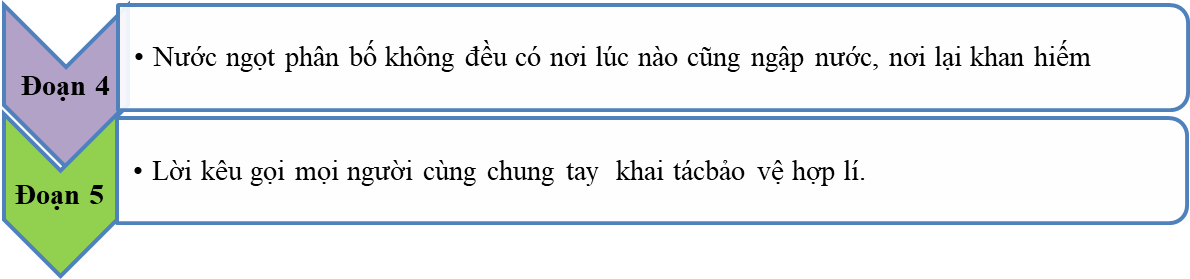 Đoạn 4
• Nước ngọt phân bố không đều có nơi lúc nào cũng ngập nước, nơi lại khan hiếm
Đoạn 5
• Lời kêu gọi mọi người cùng chung tay khai tácbảo vệ hợp lí.